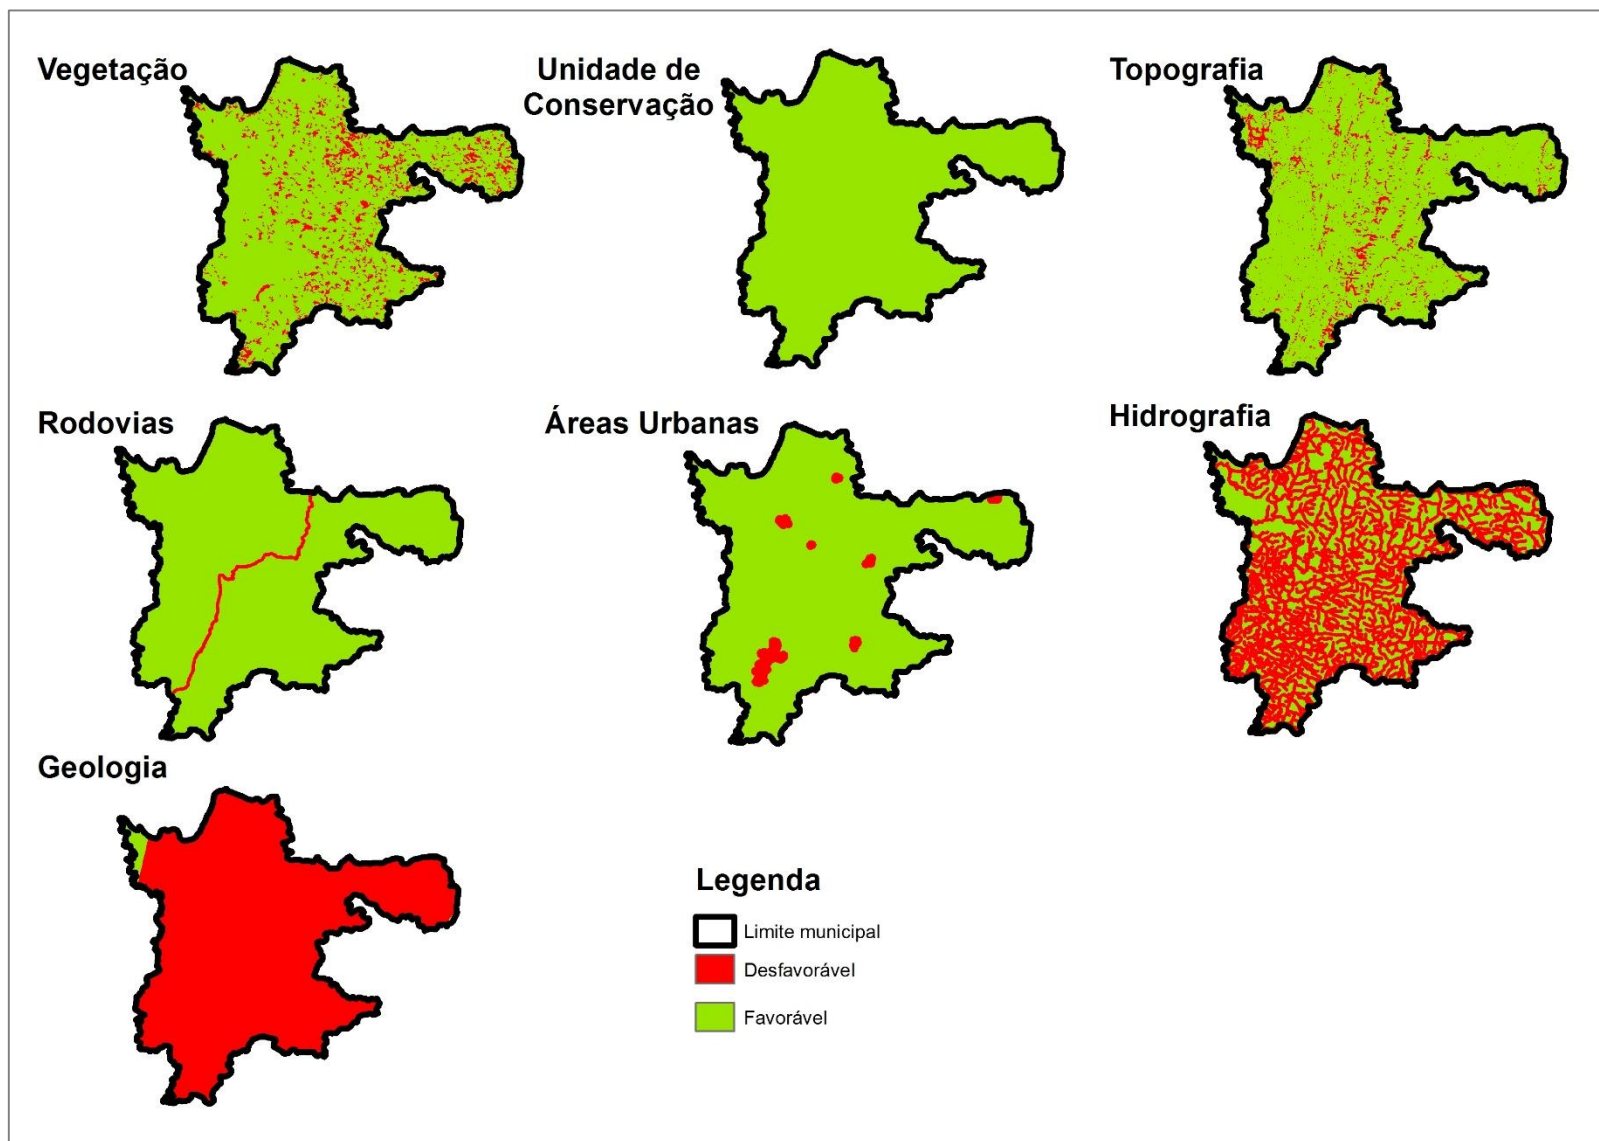 Vegetação
Unidade de
Conservação
Topografia
Rodovias
Áreas Urbanas
Hidrografia
Geologia
Legenda
Limite municipal
Desfavorável
Favorável